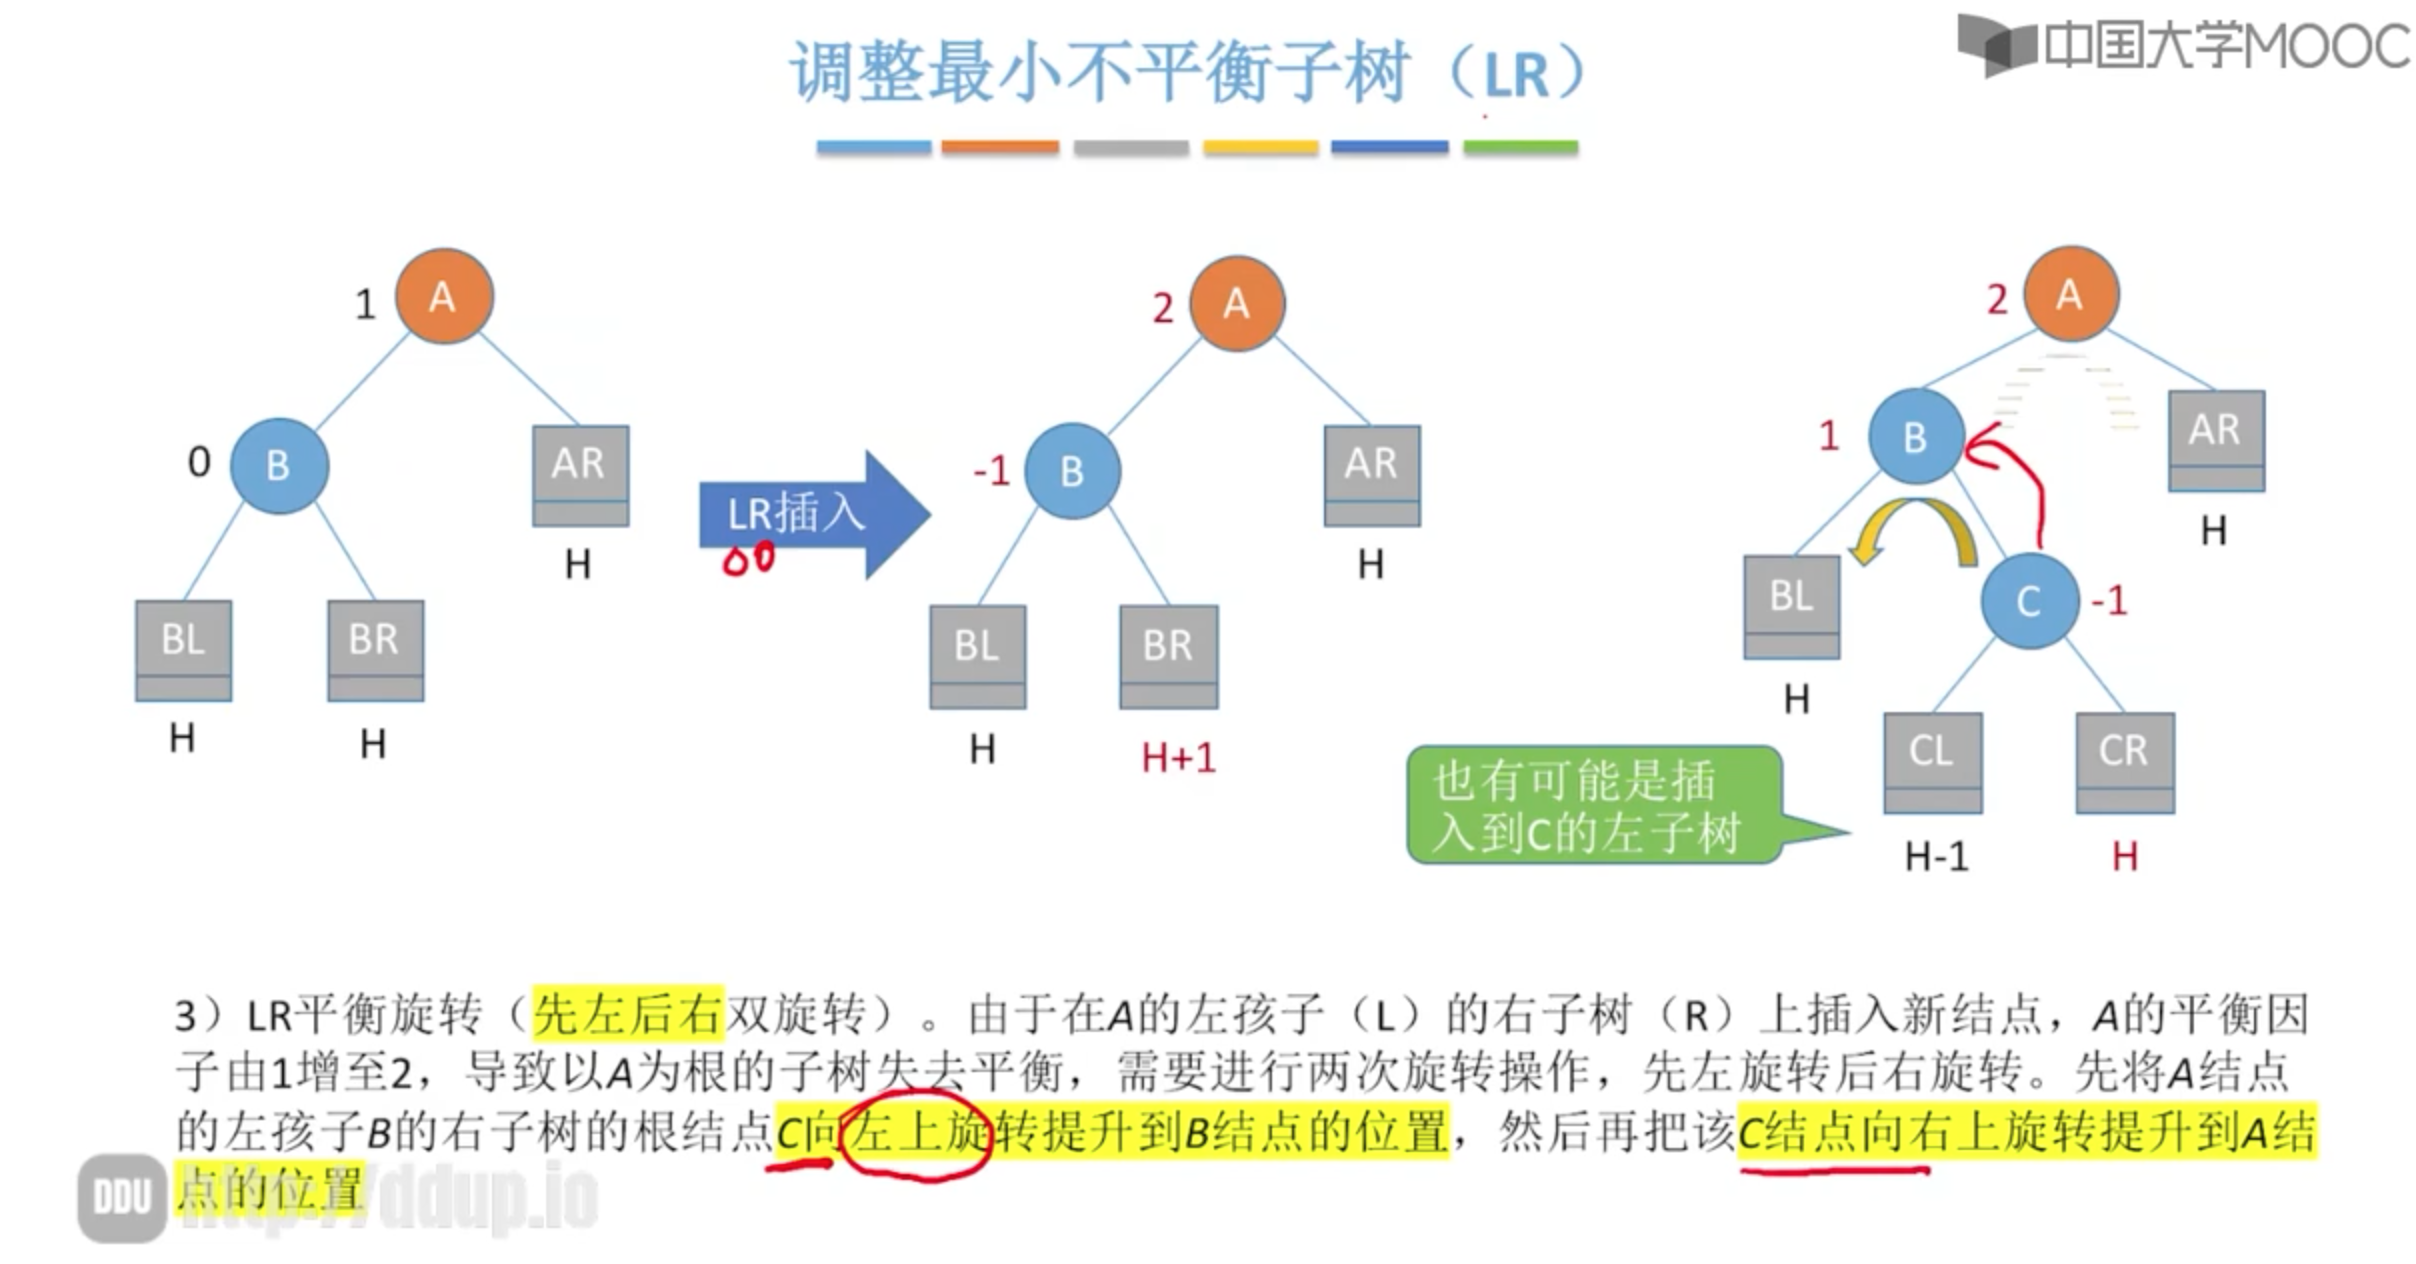 中国大学MOOC
调整最小不平衡子树（LR）
1
A
0
B
AR
H
BL
BR
H
H
LR插入
2
A
-1
B
AR
H
BL
BR
H
H+1
2
A
1
B
AR
H
BL
C
-1
H
CL
CR
H-1
H
也有可能是插
入到C的左子树
3）LR平衡旋转（先左后右双旋转）。由于在A的左孩子（L）的右子树（R）上插入新结点，A的平衡因
子由1增至2，导致以A为根的子树失去平衡，需要进行两次旋转操作，先左旋转后右旋转。先将A结点
的左孩子B的右子树的根结点C向左上旋转提升到B结点的位置，然后再把该C结点向右上旋转提升到A结
点的位置
DDU http://ddup.io